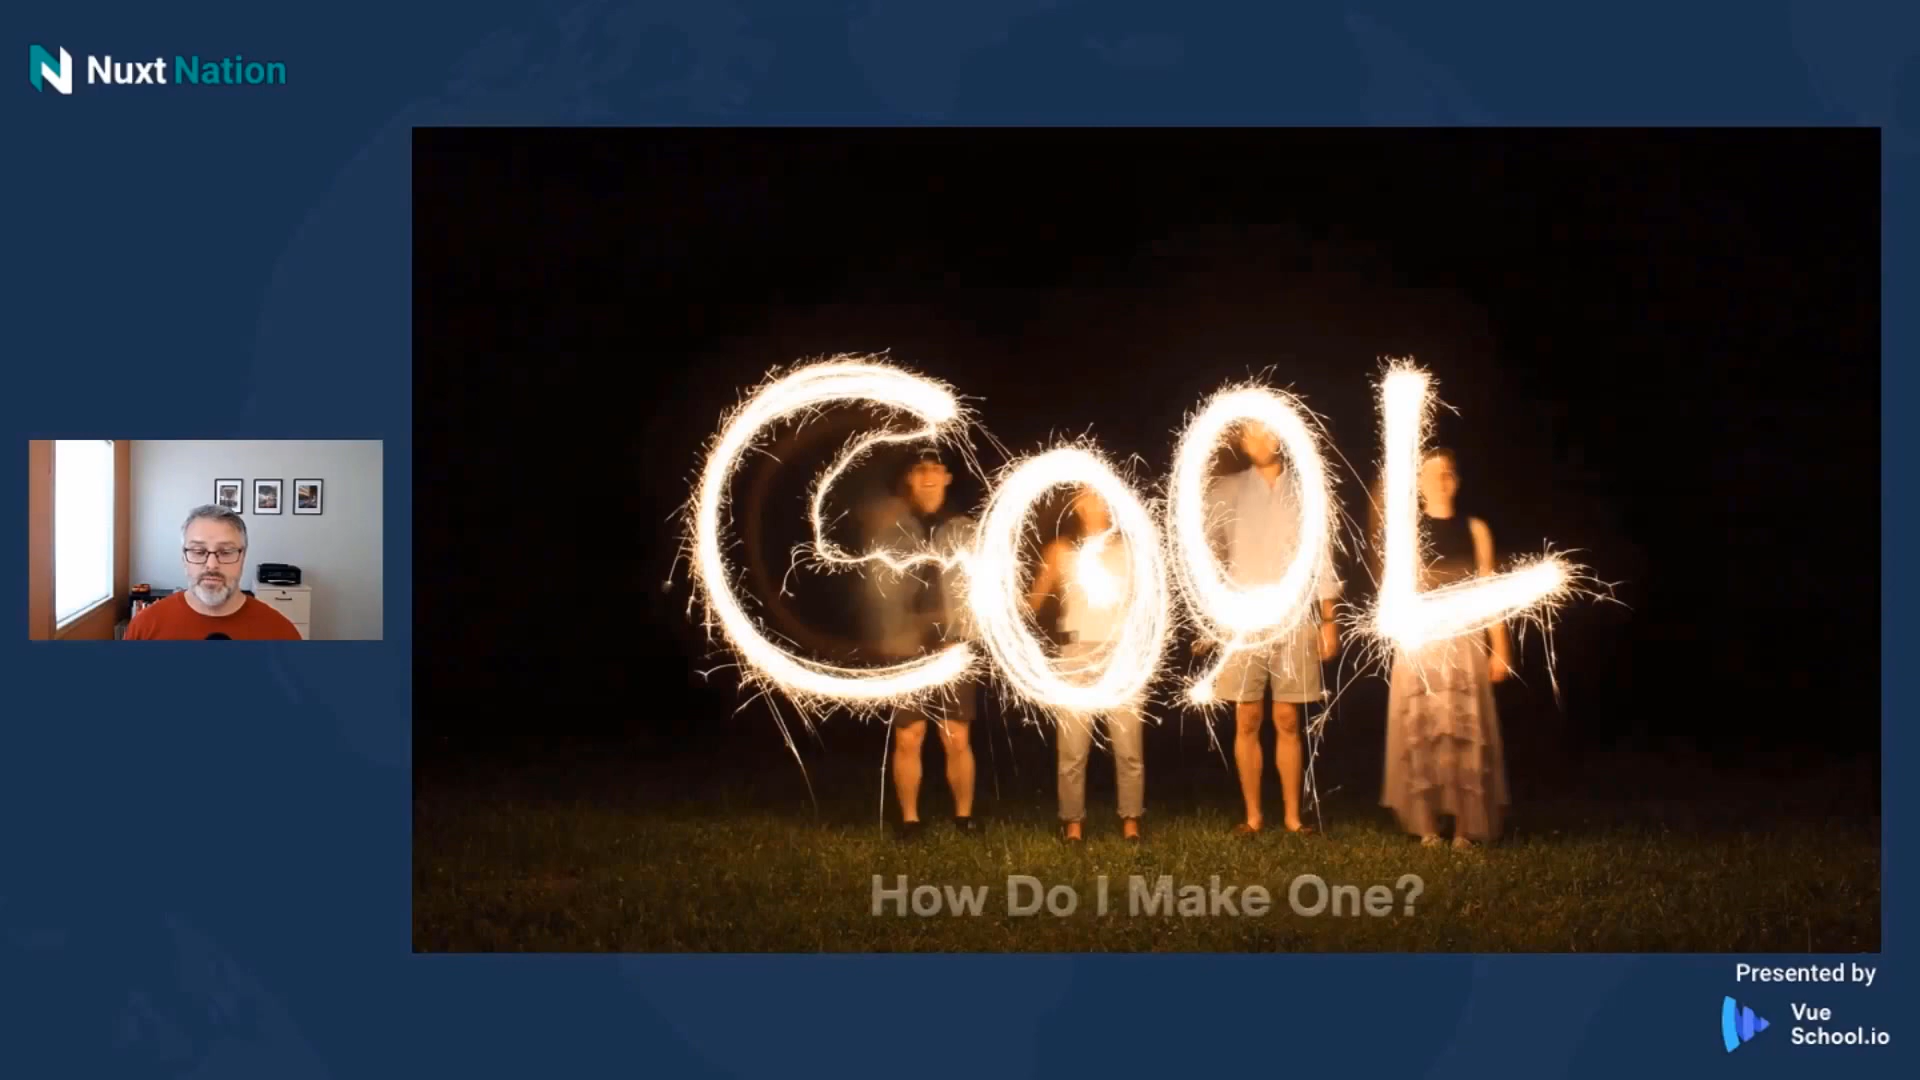 Nuxt Nation
COOL
How Do I Make One?
Presented by
Vue
School.io